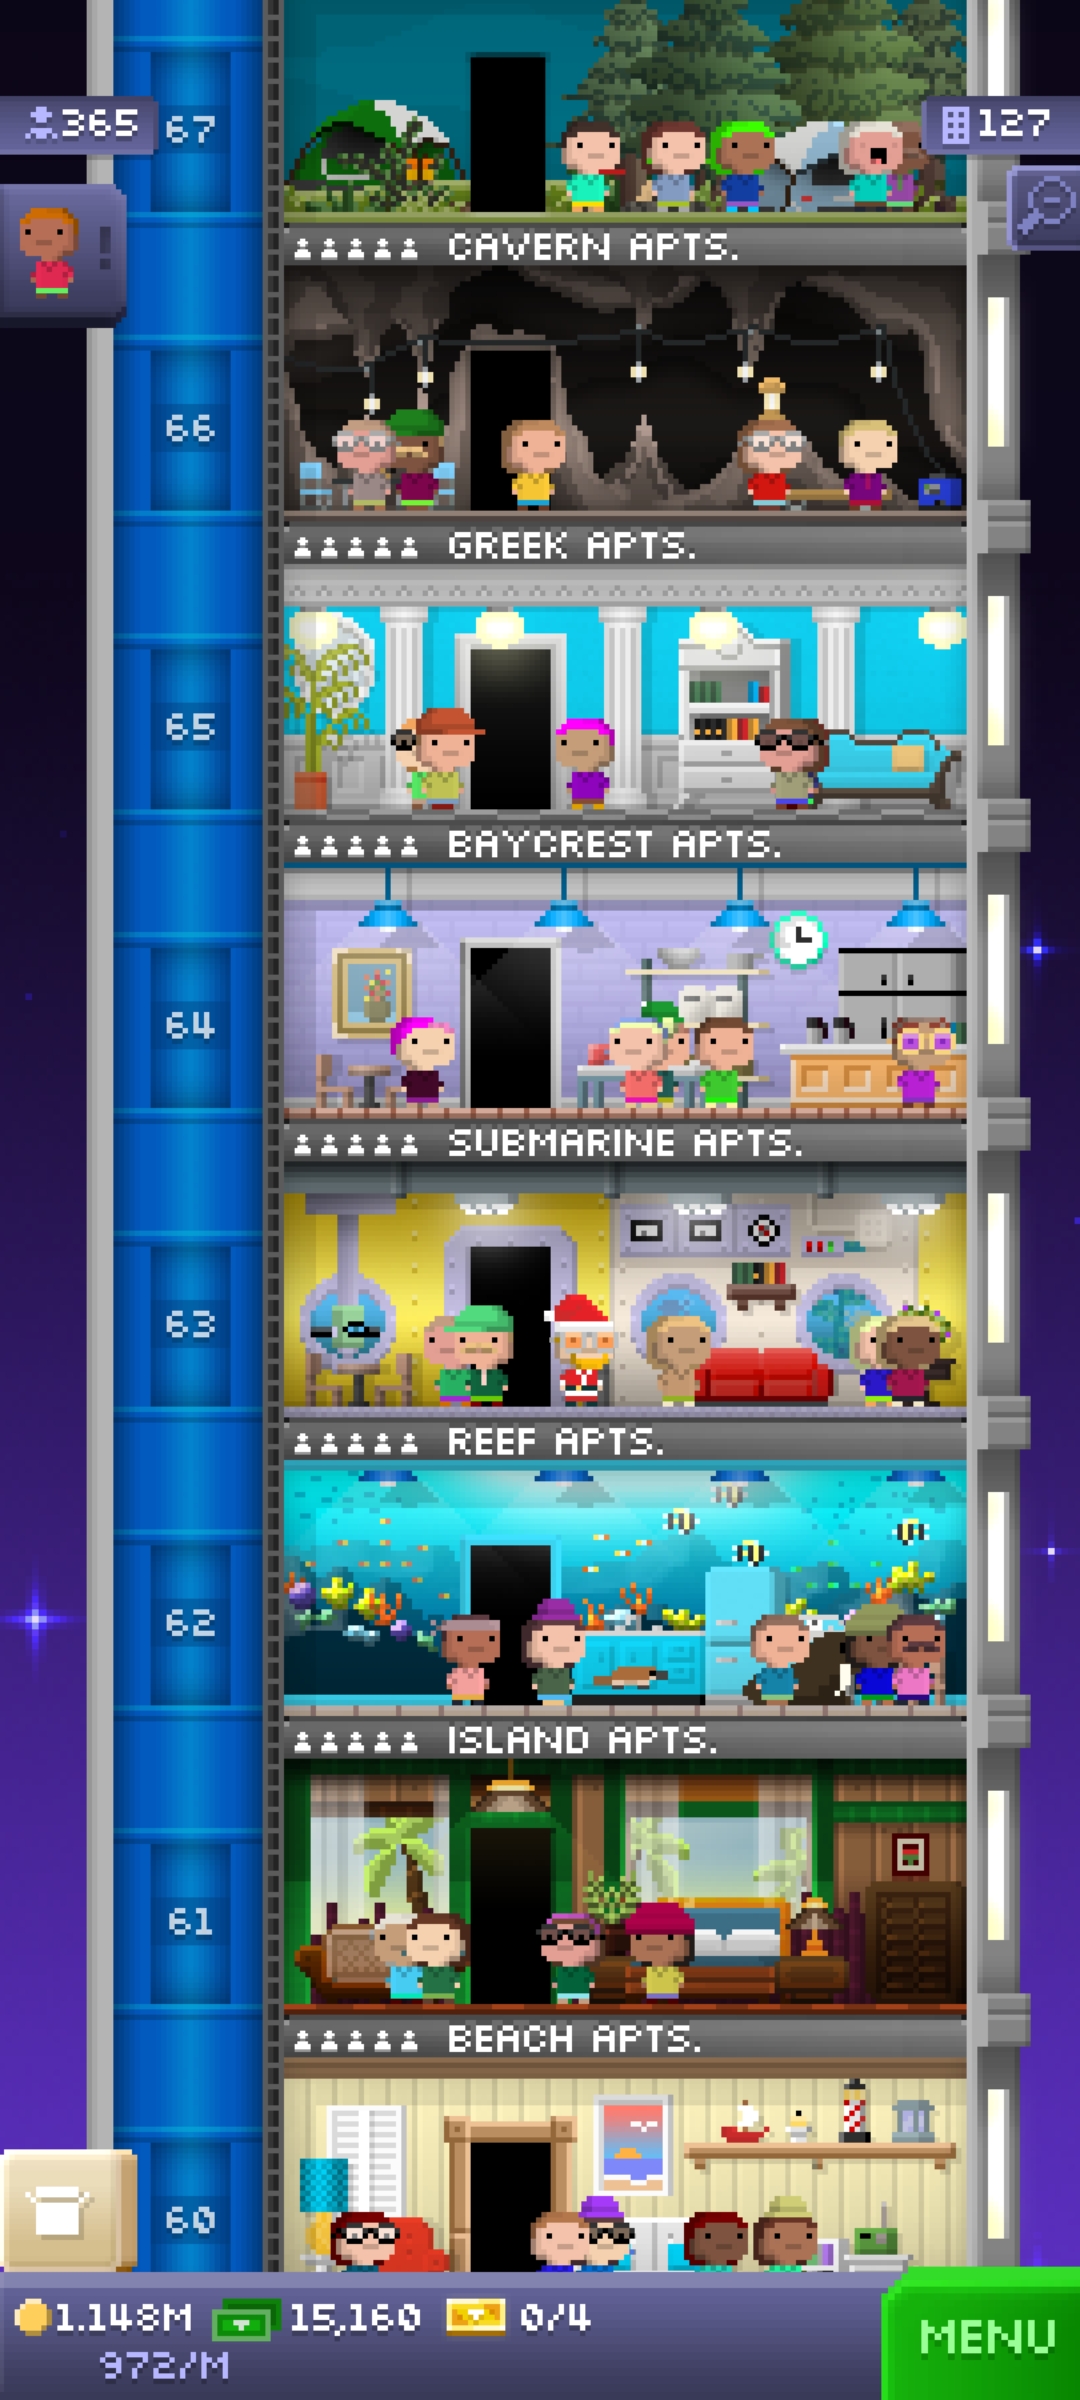 365
67
127
CAVERN APTS.
66
GREEK APTS.
65
BAYCREST APTS.
64
SUBMARINE APTS.
63
REEF APTS.
62
ISLAND APTS.
61
BEACH APTS.
60
1.148M 15,160 0/4
972/M
MENU